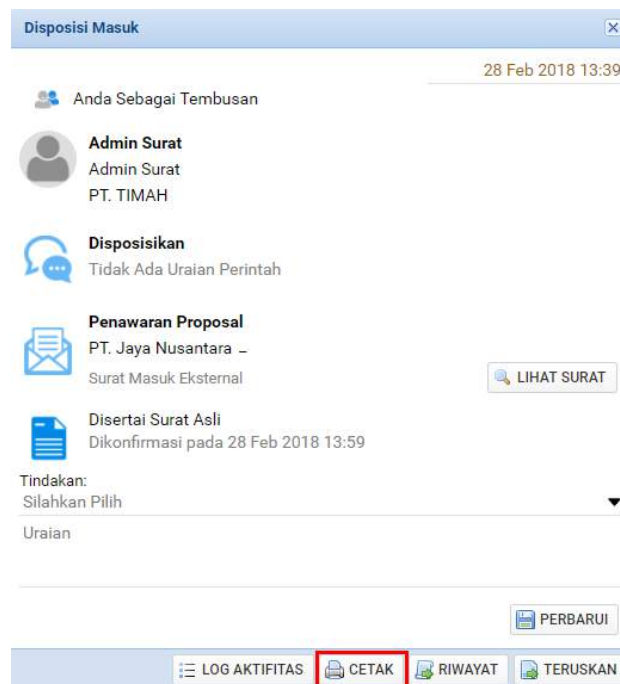 Disposisi Masuk
28 Feb 2018 13:39
Anda Sebagai Tembusan
Admin Surat
Admin Surat
PT. TIMAH
Disposisikan
Tidak Ada Uraian Perintah
Penawaran Proposal
PT. Jaya Nusantara –
Surat Masuk Eksternal
LIHAT SURAT
Disertai Surat Asli
Dikonfirmasi pada 28 Feb 2018 13:59
Tindakan:
Silahkan Pilih
Uraian
PERBARUI
LOG AKTIFITAS CETAK RIWAYAT TERUSKAN